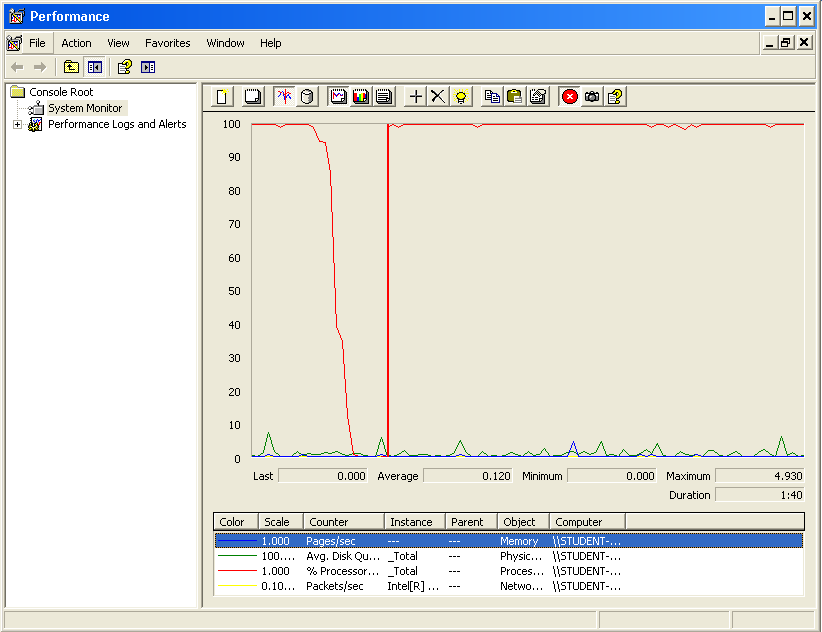 Performance
File Action View Favorites Window Help
Console Root
System Monitor
Performance Logs and Alerts
100
90
80
70
60
50
40
30
20
10
0
Last 0.000 Average 0.120 Minimum 0.000 Maximum 4.930
Duration 1:40
Color Scale Counter Instance Parent Object Computer
1.000 Pages/sec --- --- Memory \\STUDENT-...
100.... Avg. Disk Qu... _Total --- Physic... \\STUDENT-...
1.000 % Processor... _Total --- Proces... \\STUDENT-...
0.10... Packets/sec Intel[R] ... --- Netwo... \\STUDENT-...